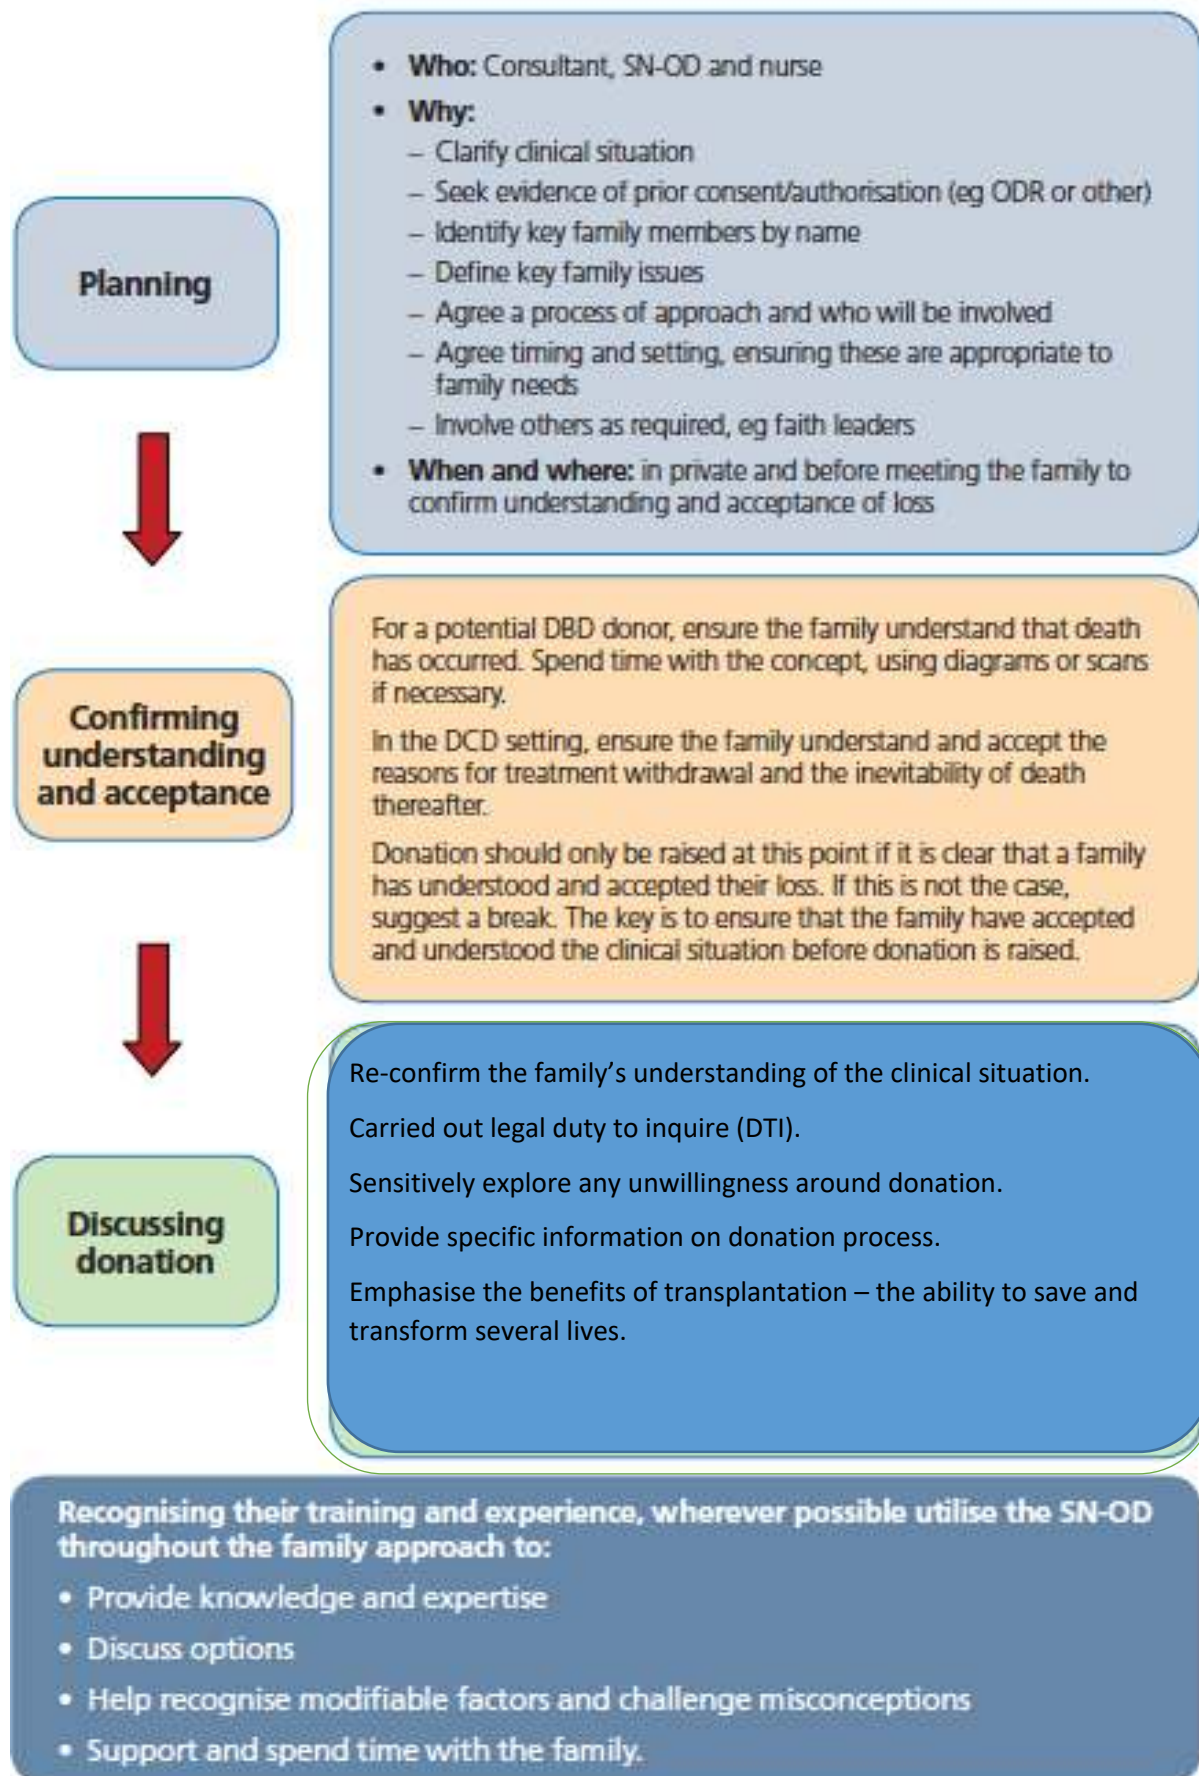 • Who: Consultant, SN-OD and nurse
• Why:
– Clarify clinical situation
– Seek evidence of prior consent/authorisation (eg ODR or other)
– Identify key family members by name
– Define key family issues
– Agree a process of approach and who will be involved
– Agree timing and setting, ensuring these are appropriate to
family needs
– Involve others as required, eg faith leaders
• When and where: in private and before meeting the family to
confirm understanding and acceptance of loss
Planning
For a potential DBD donor, ensure the family understand that death
has occurred. Spend time with the concept, using diagrams or scans
if necessary.
In the DCD setting, ensure the family understand and accept the
reasons for treatment withdrawal and the inevitability of death
thereafter.
Donation should only be raised at this point if it is clear that a family
has understood and accepted their loss. If this is not the case,
suggest a break. The key is to ensure that the family have accepted
and understood the clinical situation before donation is raised.
Confirming
understanding
and acceptance
Re-confirm the family’s understanding of the clinical situation.
Carried out legal duty to inquire (DTI).
Sensitively explore any unwillingness around donation.
Provide specific information on donation process.
Emphasise the benefits of transplantation – the ability to save and
transform several lives.
Discussing
donation
Recognising their training and experience, wherever possible utilise the SN-OD
throughout the family approach to:
• Provide knowledge and expertise
• Discuss options
• Help recognise modifiable factors and challenge misconceptions
• Support and spend time with the family.